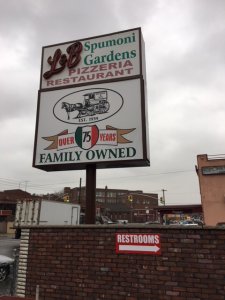 L&B Spumoni
Gardens
PIZZERIA
RESTAURANT
EST. 1939
OVER 75 YEARS
FAMILY OWNED
RESTROOMS